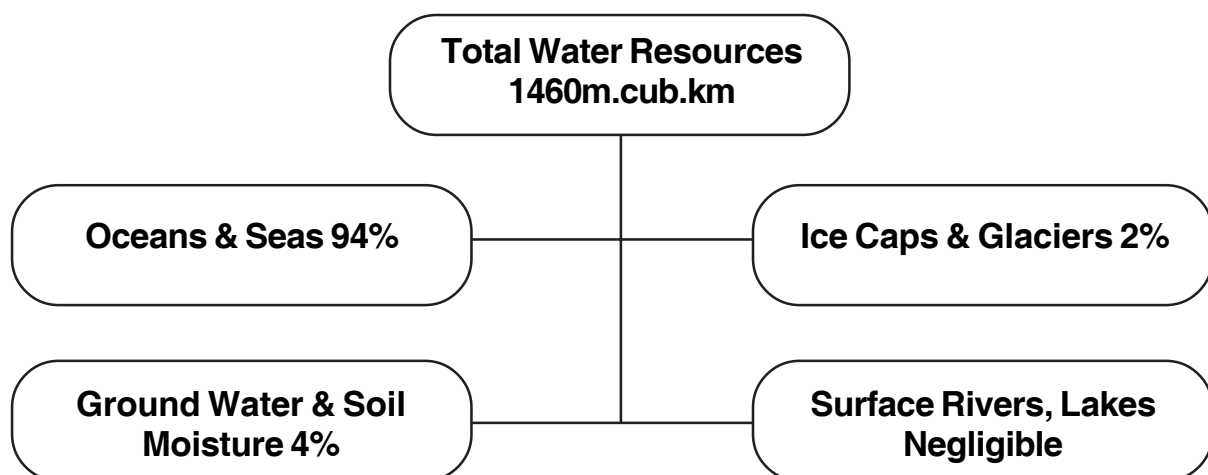 Total Water Resources
1460m.cub.km
Oceans & Seas 94%
Ice Caps & Glaciers 2%
Ground Water & Soil
Moisture 4%
Surface Rivers, Lakes
Negligible